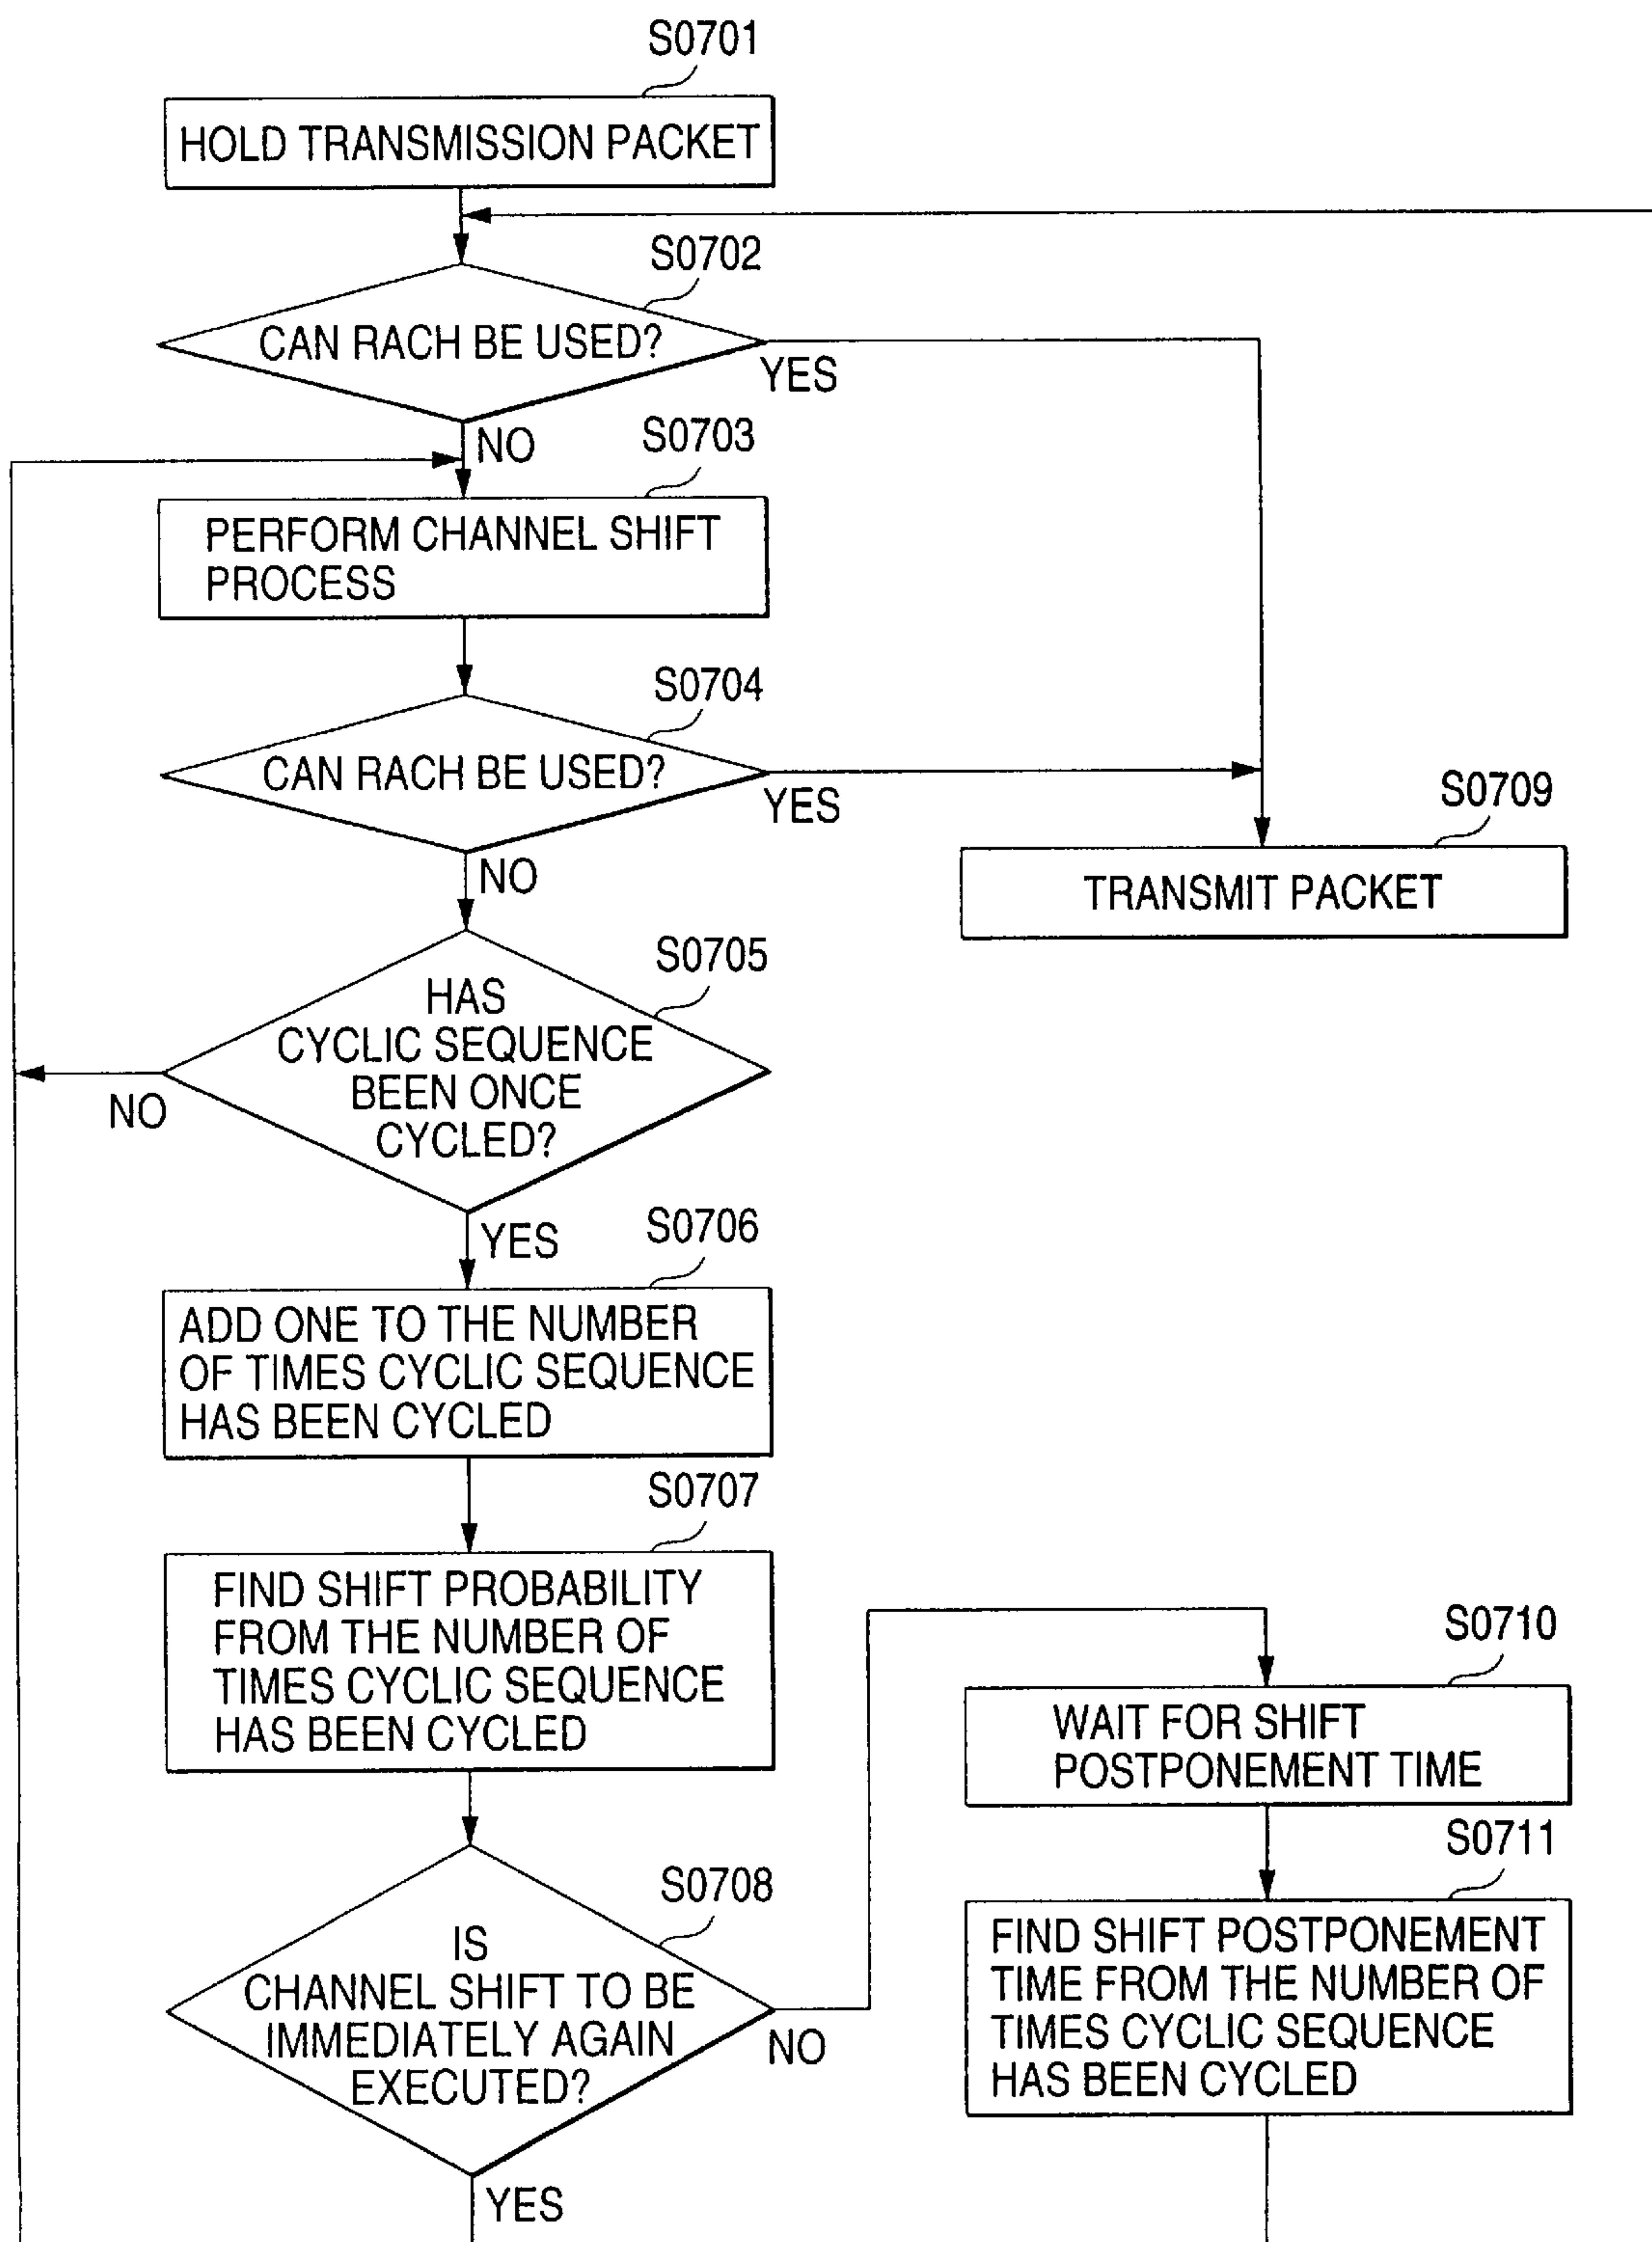 S0701
HOLD TRANSMISSION PACKET
S0702
CAN RACH BE USED?
YES
NO
S0703
PERFORM CHANNEL SHIFT
PROCESS
S0704
CAN RACH BE USED?
YES
NO
S0709
TRANSMIT PACKET
S0705
HAS
CYCLIC SEQUENCE
BEEN ONCE
CYCLED?
NO
YES
S0706
ADD ONE TO THE NUMBER
OF TIMES CYCLIC SEQUENCE
HAS BEEN CYCLED
S0707
FIND SHIFT PROBABILITY
FROM THE NUMBER OF
TIMES CYCLIC SEQUENCE
HAS BEEN CYCLED
S0708
IS
CHANNEL SHIFT TO BE
IMMEDIATELY AGAIN
EXECUTED?
NO
YES
S0710
WAIT FOR SHIFT
POSTPONEMENT TIME
S0711
FIND SHIFT POSTPONEMENT
TIME FROM THE NUMBER OF
TIMES CYCLIC SEQUENCE
HAS BEEN CYCLED